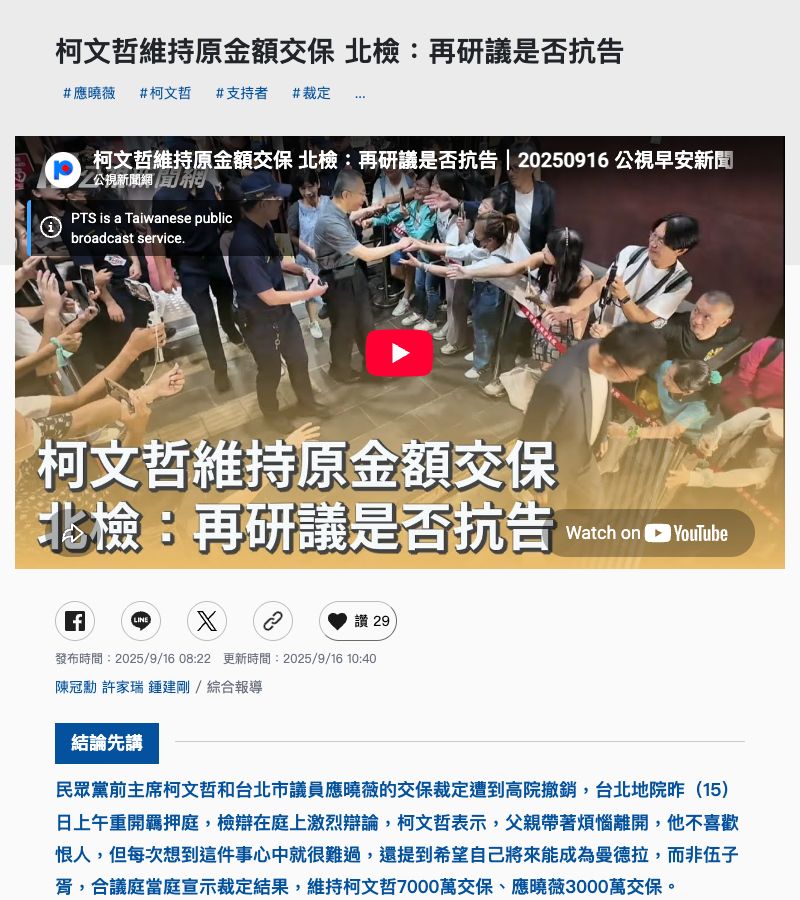 柯文哲維持原金額交保 北檢：再研議是否抗告
#應曉薇 #柯文哲 #支持者 #裁定 ...
柯文哲維持原金額交保 北檢：再研議是否抗告｜20250916 公視早安新聞
公視新聞網
PTS is a Taiwanese public
broadcast service.
柯文哲維持原金額交保
北檢：再研議是否抗告
Watch on YouTube
LINE
讚 29
發布時間：2025/9/16 08:22 更新時間：2025/9/16 10:40
陳冠勳 許家瑞 鍾建剛 / 綜合報導
結論先講
民眾黨前主席柯文哲和台北市議員應曉薇的交保裁定遭到高院撤銷，台北地院昨（15）
日上午重開羈押庭，檢辯在庭上激烈辯論，柯文哲表示，父親帶著煩惱離開，他不喜歡
恨人，但每次想到這件事心中就很難過，還提到希望自己將來能成為曼德拉，而非伍子
胥，合議庭當庭宣示裁定結果，維持柯文哲7000萬交保、應曉薇3000萬交保。